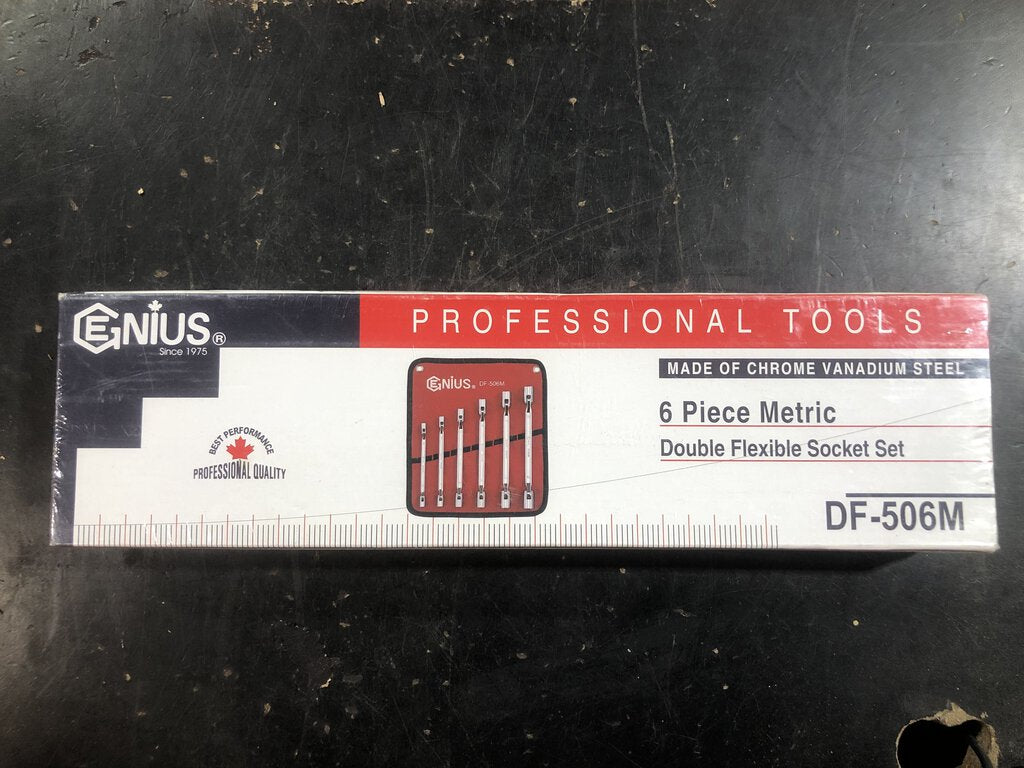 GENIUS®
Since 1975
PROFESSIONAL TOOLS
MADE OF CHROME VANADIUM STEEL
6 Piece Metric
Double Flexible Socket Set
DF-506M
GENIUS® DF-506M
BEST PERFORMANCE
PROFESSIONAL QUALITY